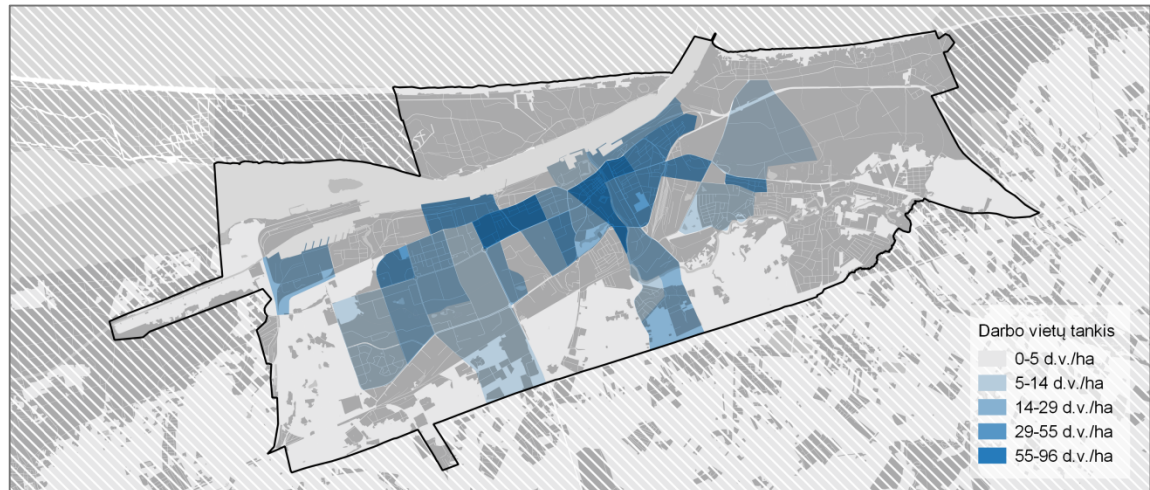 Darbo vietų tankis
0-5 d.v./ha
5-14 d.v./ha
14-29 d.v./ha
29-55 d.v./ha
55-96 d.v./ha